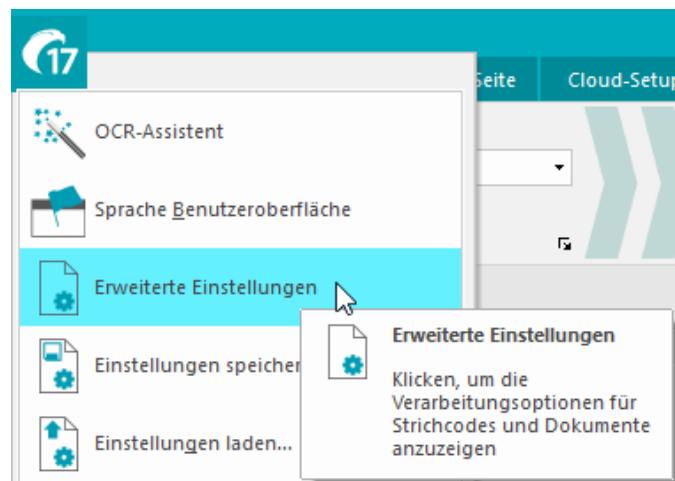 17
Seite Cloud-Setup
OCR-Assistent
Sprache Benutzeroberfläche
Erweiterte Einstellungen
Erweiterte Einstellungen
Einstellungen speicher
Klicken, um die
Verarbeitungsoptionen für
Strichcodes und Dokumente
anzuzeigen
Einstellungen laden...